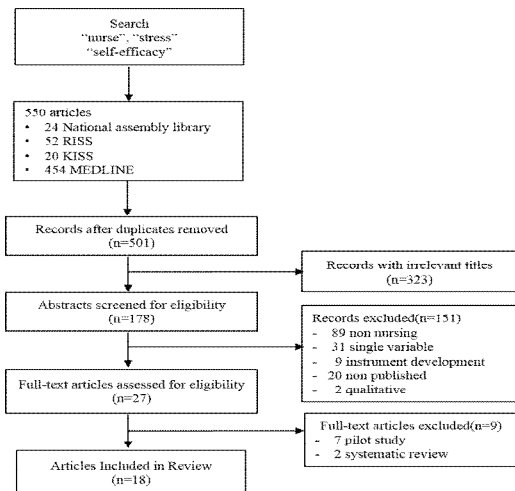 Search
“nurse”, “stress”
“self-efficacy”
550 articles
• 24 National assembly library
• 52 RISS
• 20 KISS
• 454 MEDLINE
Records after duplicates removed
(n=501)
Records with irrelevant titles
(n=323)
Abstracts screened for eligibility
(n=178)
Records excluded(n=151)
- 89 non nursing
- 31 single variable
- 9 instrument development
- 20 non published
- 2 qualitative
Full-text articles assessed for eligibility
(n=27)
Full-text articles excluded(n=9)
- 7 pilot study
- 2 systematic review
Articles Included in Review
(n=18)